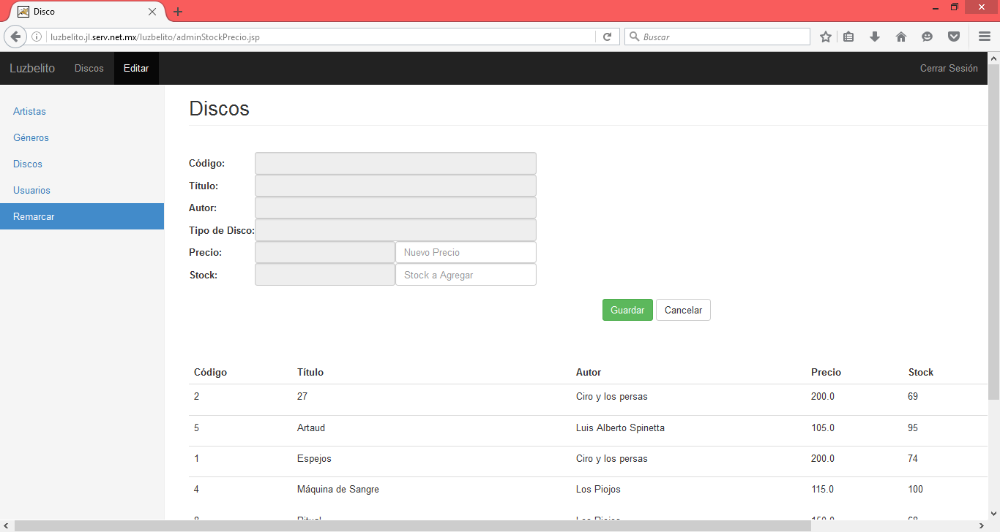 Disco
luzbelito.jl.serv.net.mx/luzbelito/adminStockPrecio.jsp
Buscar
Luzbelito Discos Editar Cerrar Sesión
Artistas
Géneros
Discos
Usuarios
Remarcar
Discos
Código:
Título:
Autor:
Tipo de Disco:
Precio: Nuevo Precio
Stock: Stock a Agregar
Guardar Cancelar
Código Título Autor Precio Stock
2 27 Ciro y los persas 200.0 69
5 Artaud Luis Alberto Spinetta 105.0 95
1 Espejos Ciro y los persas 200.0 74
4 Máquina de Sangre Los Piojos 115.0 100
Ritual Los Piojos 150.0